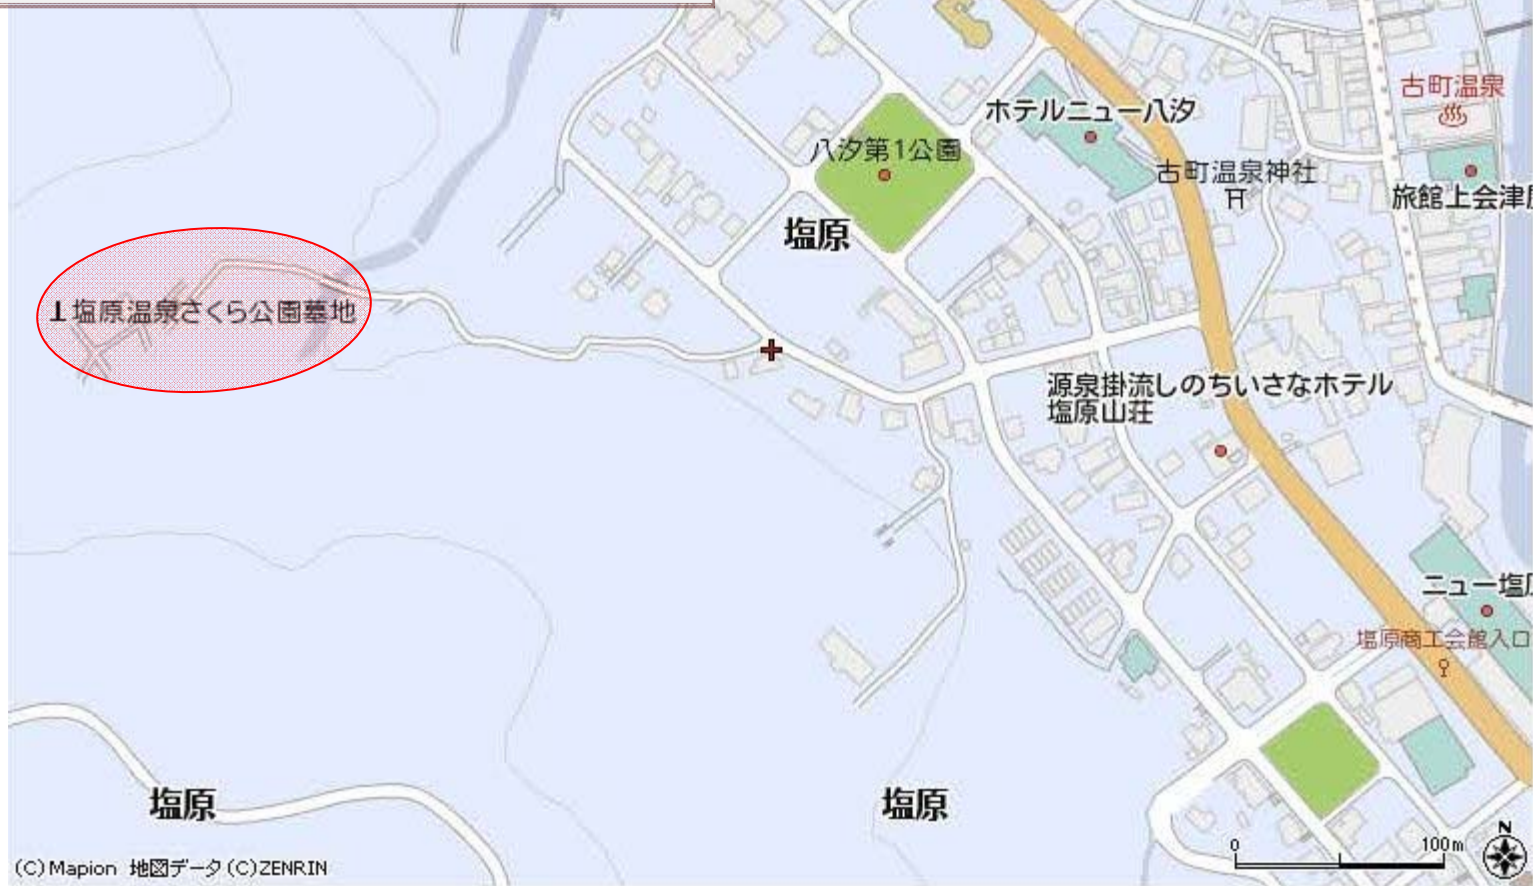 古町温泉
ホテルニュー八汐
八汐第1公園
古町温泉神社
旅館上会津屋
塩原
塩原温泉さくら公園墓地
源泉掛流しのちいさなホテル
塩原山荘
ニュー塩原
塩原商工会館入口
塩原
塩原
N
0 100m
(C)Mapion 地図データ(C)ZENRIN